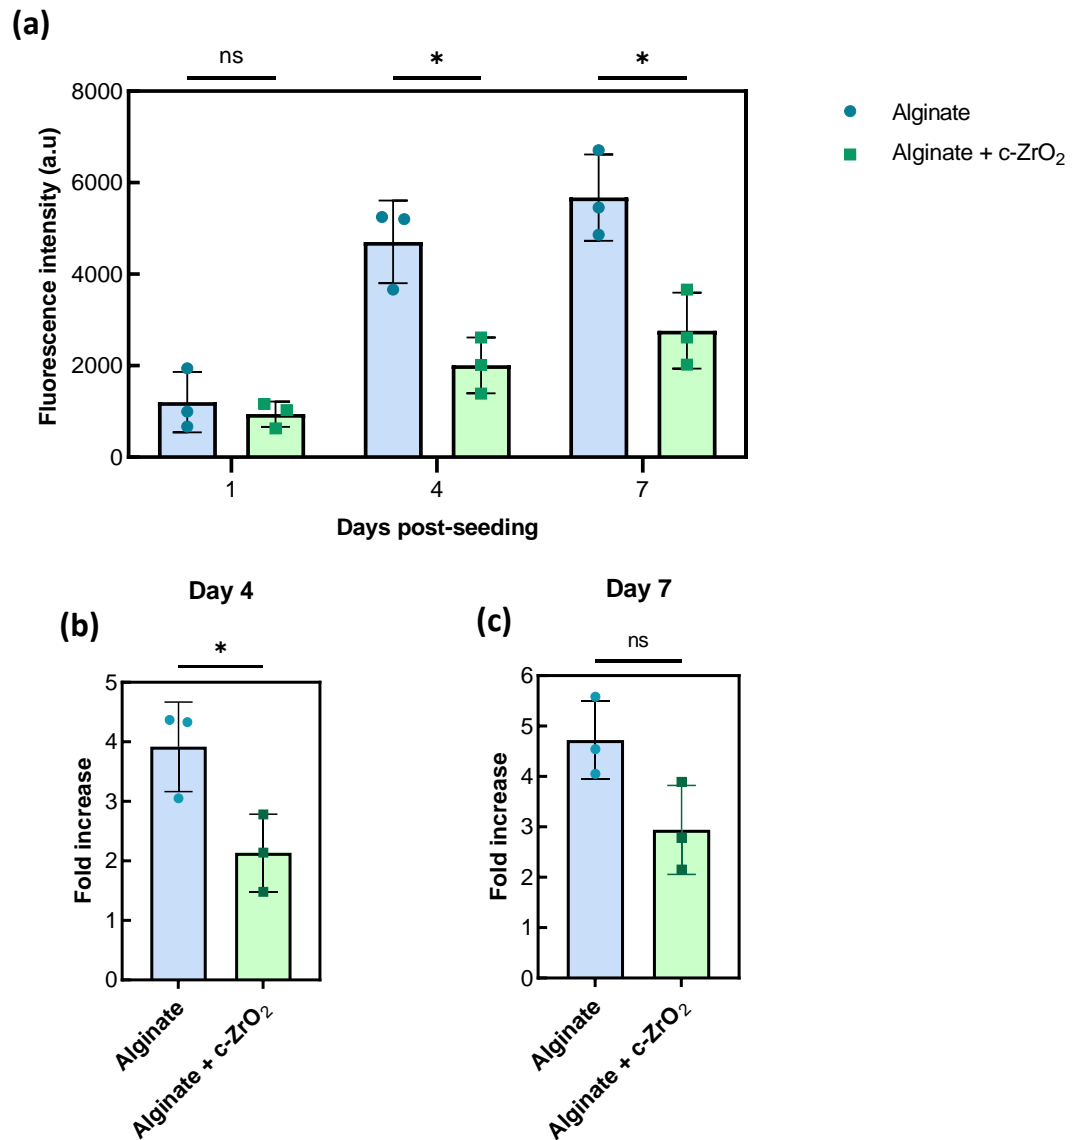 (a)
ns * *
8000
6000
4000
2000
0
Fluorescence intensity (a.u)
1 4 7
Days post-seeding
Alginate
Alginate + c-ZrO₂
Day 4
(b)
*
5
4
3
2
1
0
Fold increase
Alginate
Alginate + c-ZrO₂
Day 7
(c)
ns
6
5
4
3
2
1
0
Fold increase
Alginate
Alginate + c-ZrO₂